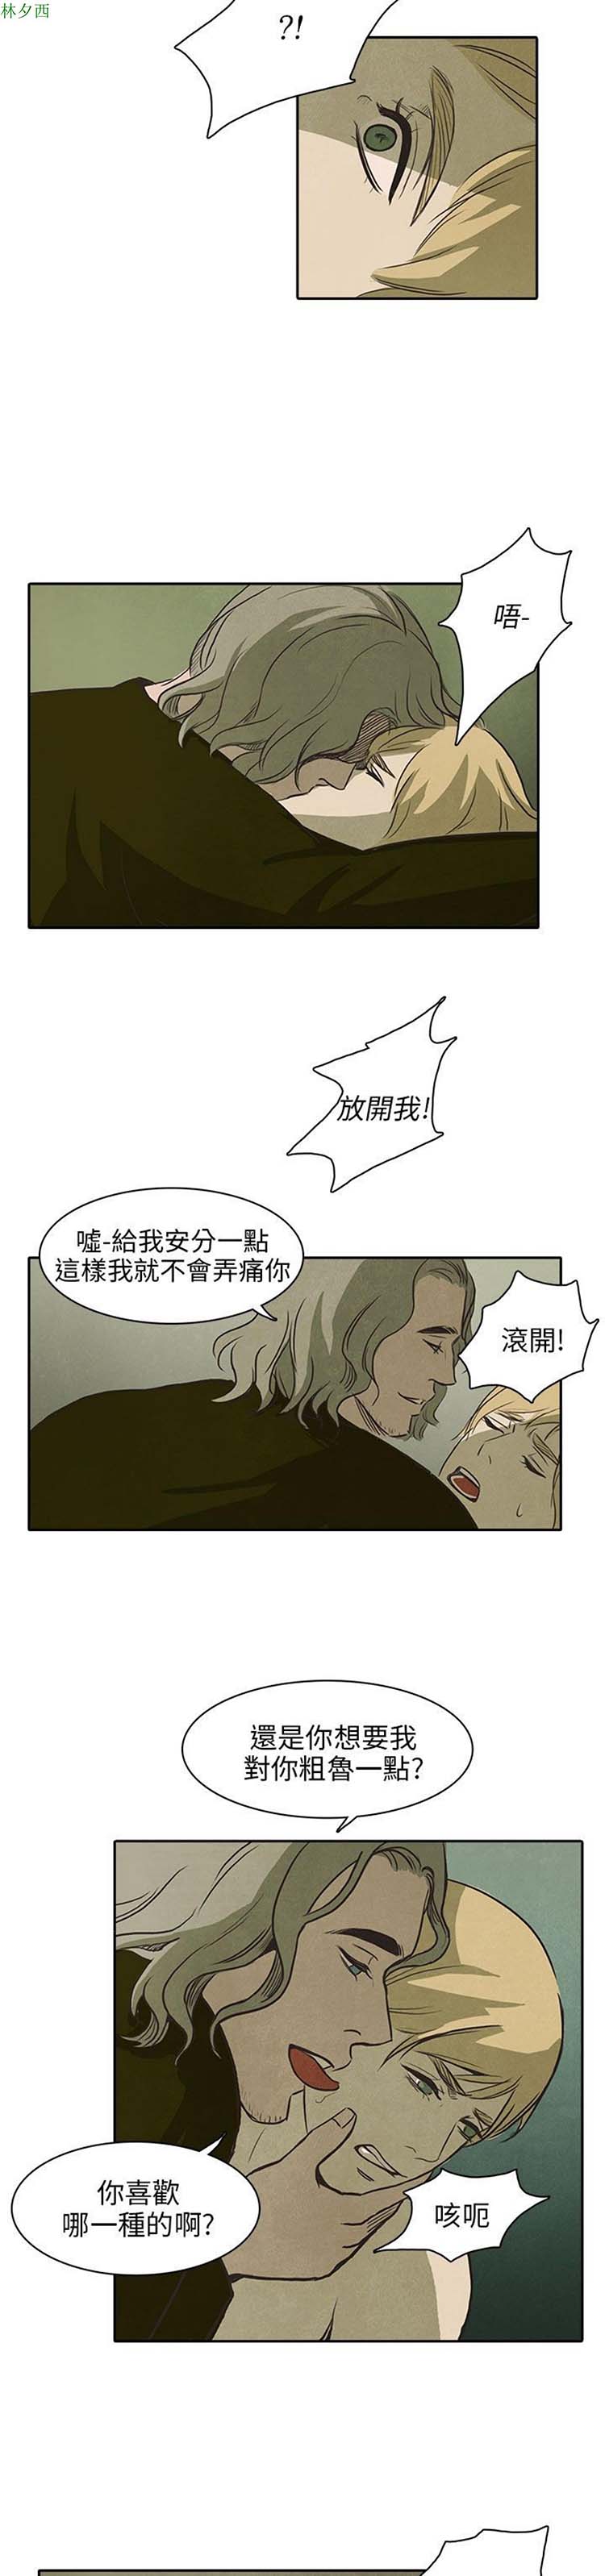 林夕西
?!
唔-
放開我!
噓-給我安分一點
這樣我就不會弄痛你
滾開!
還是你想要我
對你粗魯一點?
你喜歡
哪一種的啊?
咳呃